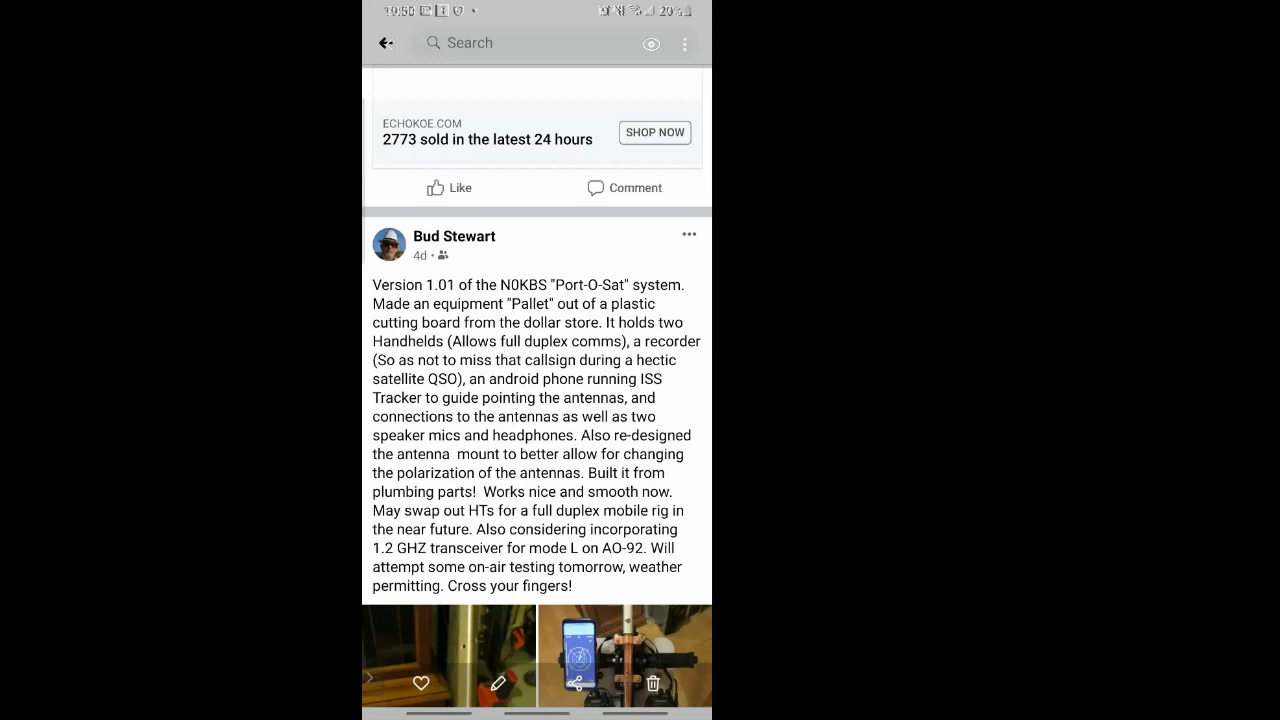 19:50
20%
Search
ECHOKOE.COM
2773 sold in the latest 24 hours
SHOP NOW
Like
Comment
Bud Stewart
4d
Version 1.01 of the N0KBS "Port-O-Sat" system.
Made an equipment "Pallet" out of a plastic
cutting board from the dollar store. It holds two
Handhelds (Allows full duplex comms), a recorder
(So as not to miss that callsign during a hectic
satellite QSO), an android phone running ISS
Tracker to guide pointing the antennas, and
connections to the antennas as well as two
speaker mics and headphones. Also re-designed
the antenna  mount to better allow for changing
the polarization of the antennas. Built it from
plumbing parts!  Works nice and smooth now.
May swap out HTs for a full duplex mobile rig in
the near future. Also considering incorporating
1.2 GHZ transceiver for mode L on AO-92. Will
attempt some on-air testing tomorrow, weather
permitting. Cross your fingers!